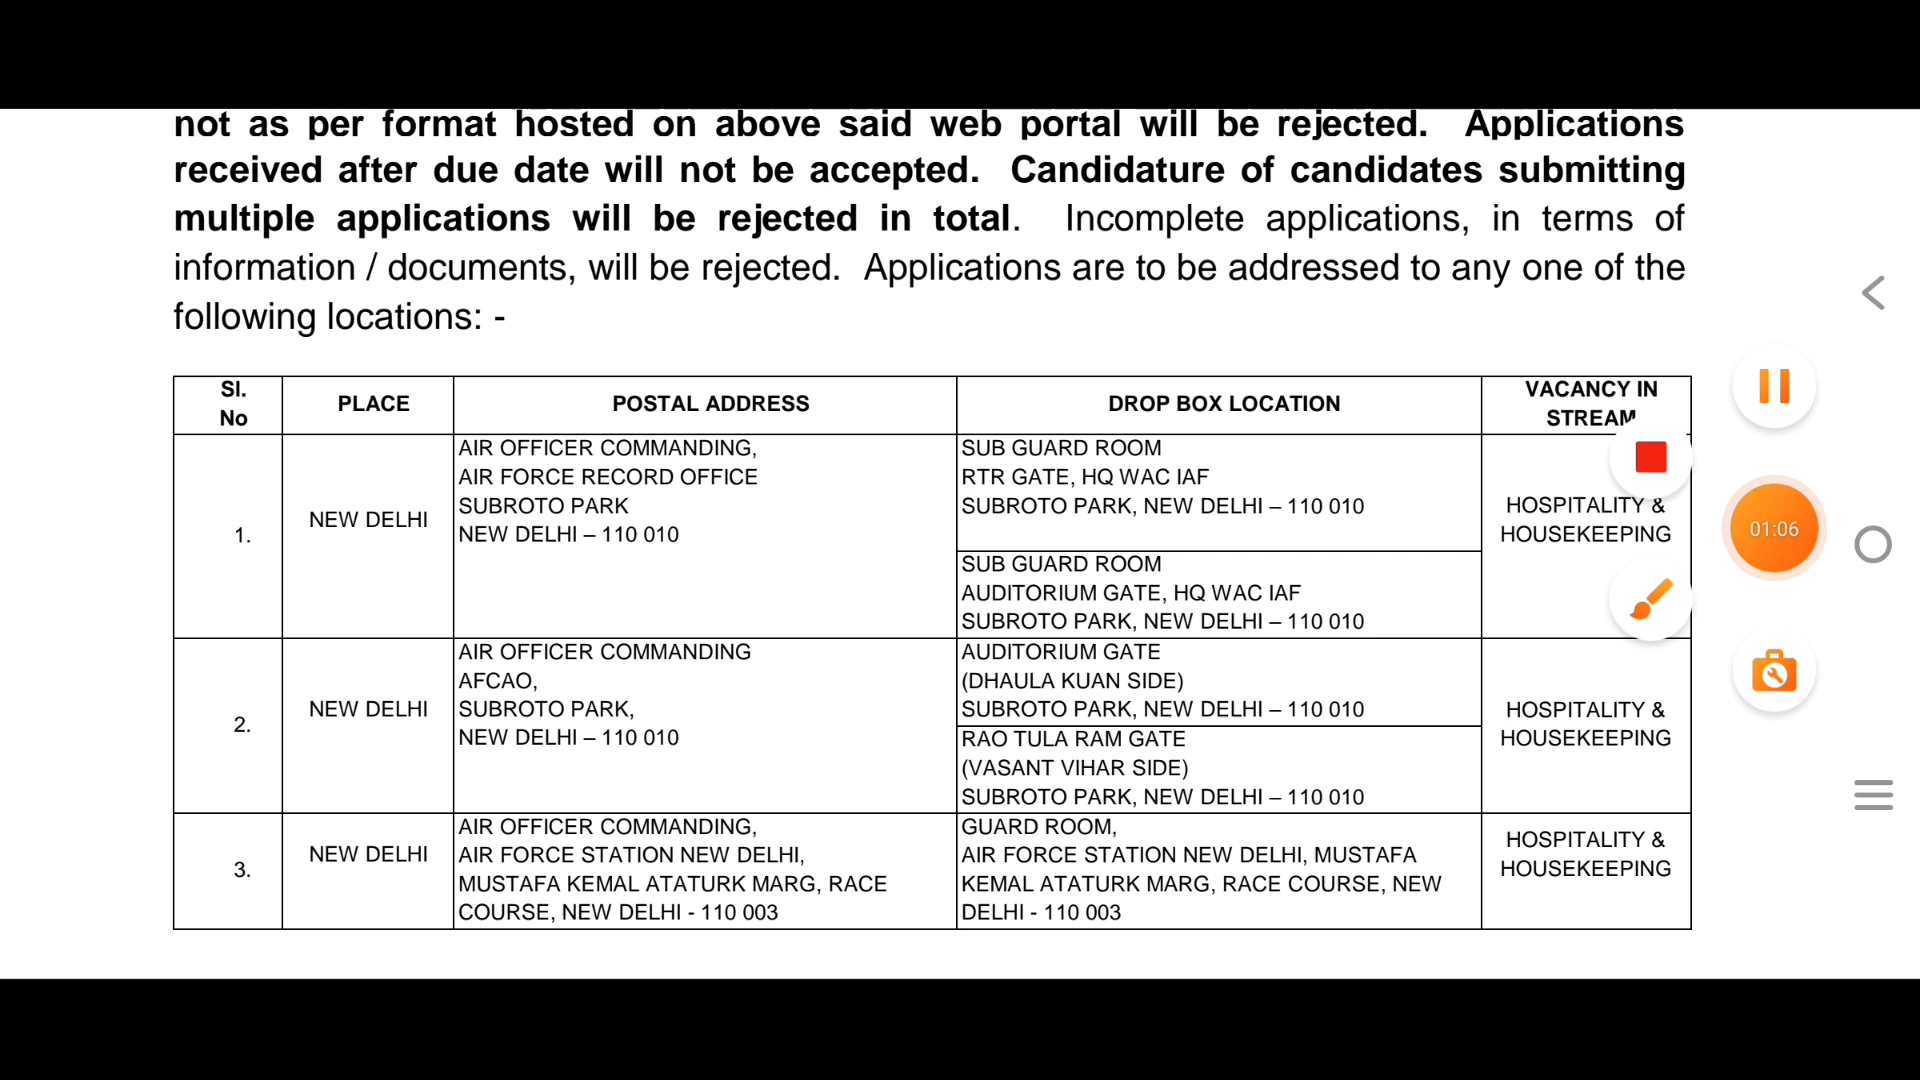 not as per format hosted on above said web portal will be rejected. Applications
received after due date will not be accepted. Candidature of candidates submitting
multiple applications will be rejected in total. Incomplete applications, in terms of
information / documents, will be rejected. Applications are to be addressed to any one of the
following locations: -
Sl.
No
PLACE
POSTAL ADDRESS
DROP BOX LOCATION
VACANCY IN
STREAM
1.
NEW DELHI
AIR OFFICER COMMANDING,
AIR FORCE RECORD OFFICE
SUBROTO PARK
NEW DELHI – 110 010
SUB GUARD ROOM
RTR GATE, HQ WAC IAF
SUBROTO PARK, NEW DELHI – 110 010
SUB GUARD ROOM
AUDITORIUM GATE, HQ WAC IAF
SUBROTO PARK, NEW DELHI – 110 010
HOSPITALITY &
HOUSEKEEPING
2.
NEW DELHI
AIR OFFICER COMMANDING
AFCAO,
SUBROTO PARK,
NEW DELHI – 110 010
AUDITORIUM GATE
(DHAULA KUAN SIDE)
SUBROTO PARK, NEW DELHI – 110 010
RAO TULA RAM GATE
(VASANT VIHAR SIDE)
SUBROTO PARK, NEW DELHI – 110 010
HOSPITALITY &
HOUSEKEEPING
3.
NEW DELHI
AIR OFFICER COMMANDING,
AIR FORCE STATION NEW DELHI,
MUSTAFA KEMAL ATATURK MARG, RACE
COURSE, NEW DELHI - 110 003
GUARD ROOM,
AIR FORCE STATION NEW DELHI, MUSTAFA
KEMAL ATATURK MARG, RACE COURSE, NEW
DELHI - 110 003
HOSPITALITY &
HOUSEKEEPING
01:06